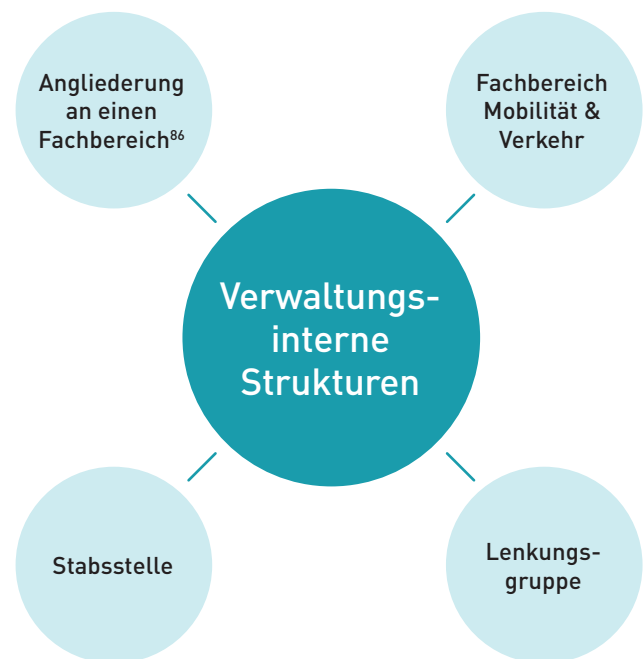 Angliederung
an einen
Fachbereich⁸⁶
Fachbereich
Mobilität &
Verkehr
Verwaltungs-
interne
Strukturen
Stabsstelle
Lenkungs-
gruppe